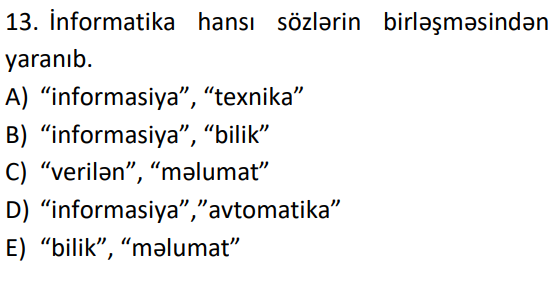 13. İnformatika hansı sözlərin birləşməsindən
yaranıb.
A) “informasiya”, “texnika”
B) “informasiya”, “bilik”
C) “verilən”, “məlumat”
D) “informasiya”,”avtomatika”
E) “bilik”, “məlumat”